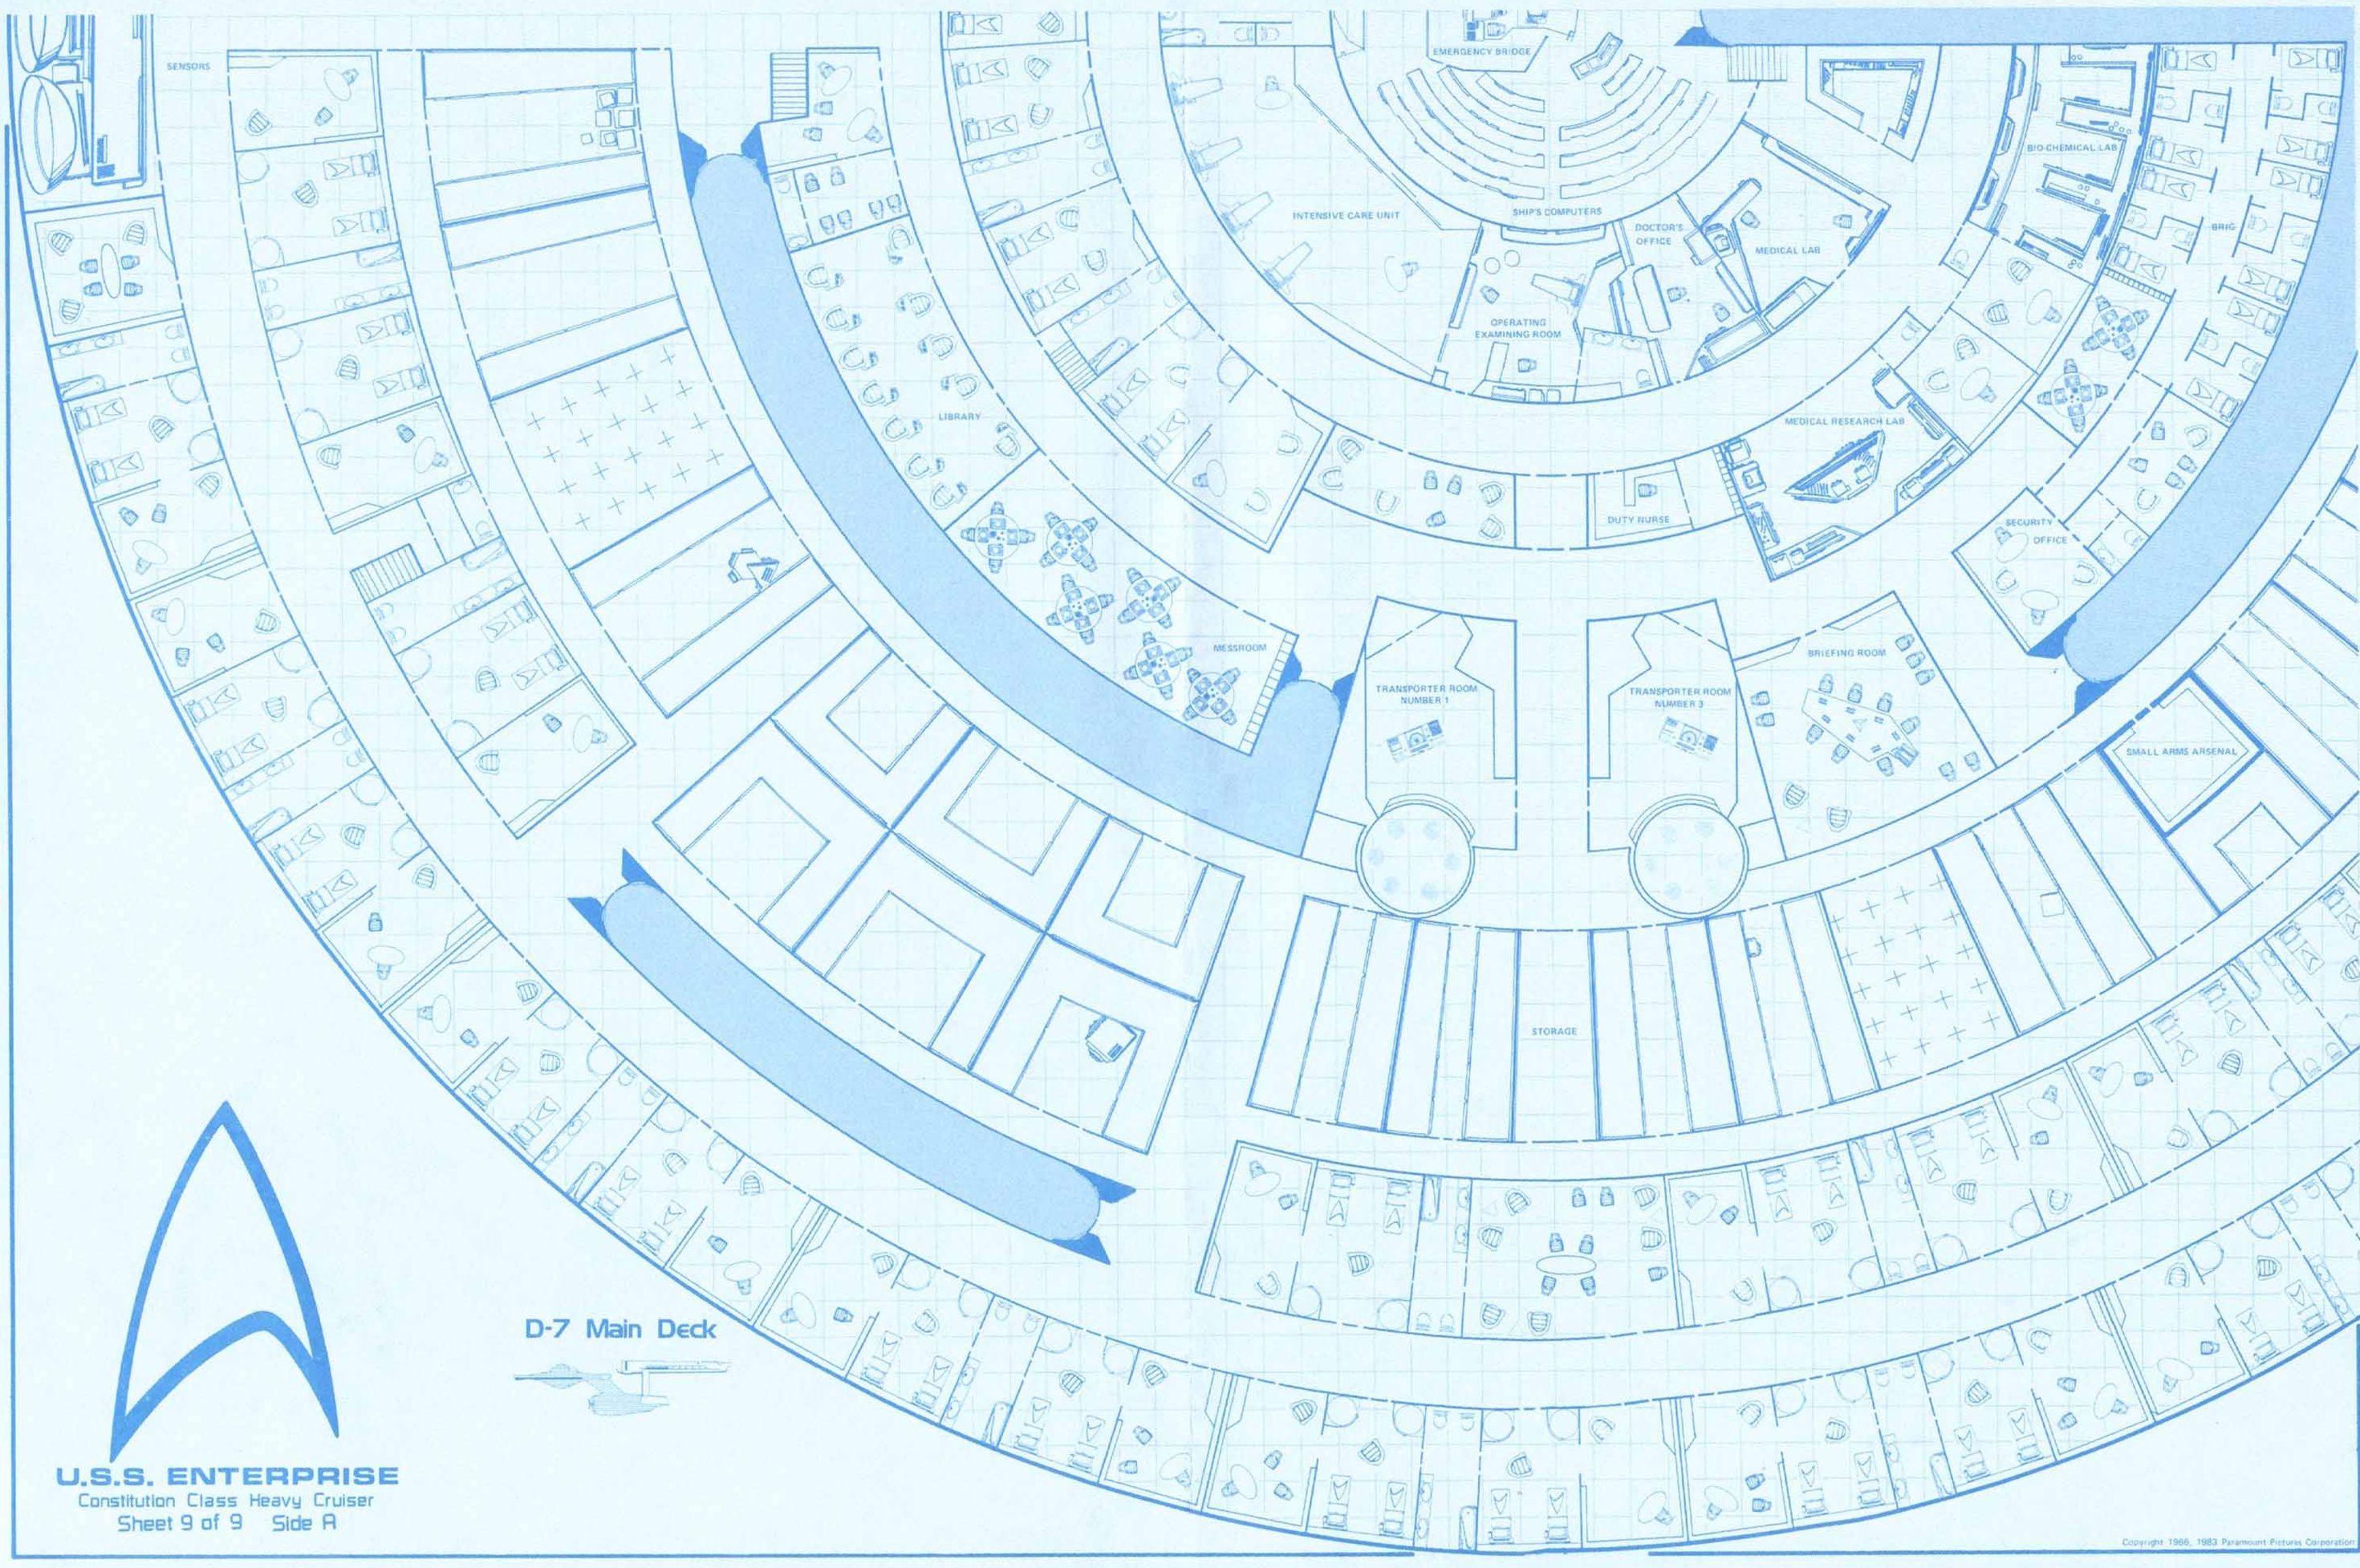 SENSORS
EMERGENCY BRIDGE
BIO-CHEMICAL LAB
INTENSIVE CARE UNIT
SHIP'S COMPUTERS
DOCTOR'S
OFFICE
MEDICAL LAB
BRIG
OPERATING
EXAMINING ROOM
LIBRARY
MEDICAL RESEARCH LAB
DUTY NURSE
SECURITY
OFFICE
MESSROOM
BRIEFING ROOM
TRANSPORTER ROOM
NUMBER 1
TRANSPORTER ROOM
NUMBER 3
SMALL ARMS ARSENAL
STORAGE
D-7 Main Deck
U.S.S. ENTERPRISE
Constitution Class Heavy Cruiser
Sheet 9 of 9 Side A
Copyright 1966, 1983 Paramount Pictures Corporation